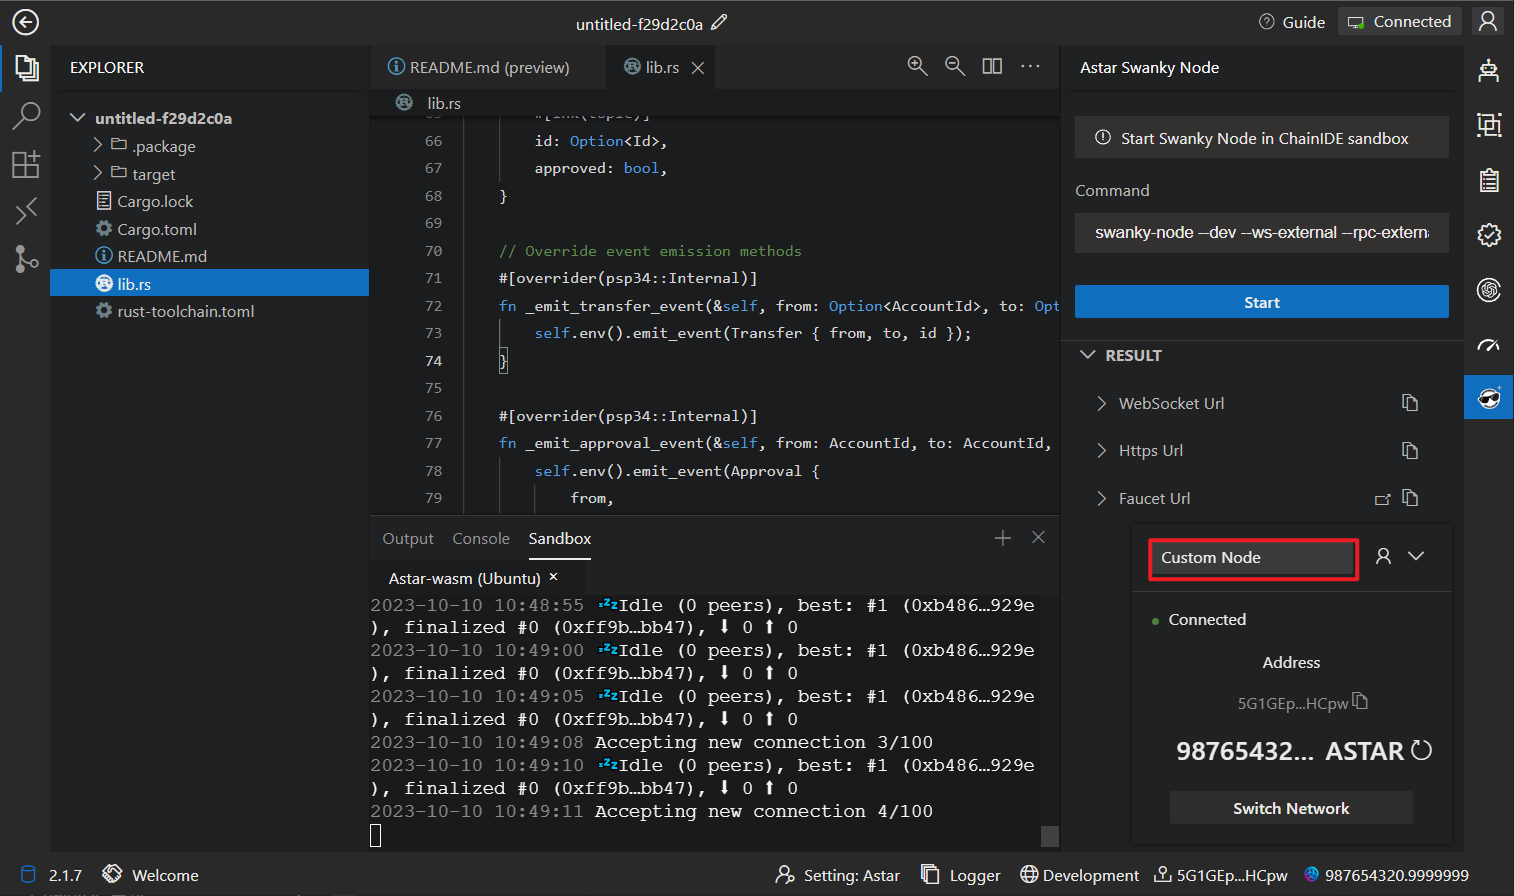 untitled-f29d2c0a
Guide
Connected
EXPLORER
untitled-f29d2c0a
.package
target
Cargo.lock
Cargo.toml
README.md
lib.rs
rust-toolchain.toml
README.md (preview)
lib.rs
lib.rs
65 #[ink(topic)]
66 id: Option<Id>,
67 approved: bool,
68 }
69
70 // Override event emission methods
71 #[overrider(psp34::Internal)]
72 fn _emit_transfer_event(&self, from: Option<AccountId>, to: Opt
73 self.env().emit_event(Transfer { from, to, id });
74 }
75
76 #[overrider(psp34::Internal)]
77 fn _emit_approval_event(&self, from: AccountId, to: AccountId,
78 self.env().emit_event(Approval {
79 from,
Output Console Sandbox
Astar-wasm (Ubuntu) ×
2023-10-10 10:48:55 💤Idle (0 peers), best: #1 (0xb486…929e
), finalized #0 (0xff9b…bb47), ⬇ 0 ⬆ 0
2023-10-10 10:49:00 💤Idle (0 peers), best: #1 (0xb486…929e
), finalized #0 (0xff9b…bb47), ⬇ 0 ⬆ 0
2023-10-10 10:49:05 💤Idle (0 peers), best: #1 (0xb486…929e
), finalized #0 (0xff9b…bb47), ⬇ 0 ⬆ 0
2023-10-10 10:49:08 Accepting new connection 3/100
2023-10-10 10:49:10 💤Idle (0 peers), best: #1 (0xb486…929e
), finalized #0 (0xff9b…bb47), ⬇ 0 ⬆ 0
2023-10-10 10:49:11 Accepting new connection 4/100
Astar Swanky Node
Start Swanky Node in ChainIDE sandbox
Command
swanky-node --dev --ws-external --rpc-extern
Start
RESULT
WebSocket Url
Https Url
Faucet Url
Custom Node
Connected
Address
5G1GEp...HCpw
98765432... ASTAR
Switch Network
2.1.7 Welcome
Setting: Astar Logger Development 5G1GEp...HCpw 987654320.9999999